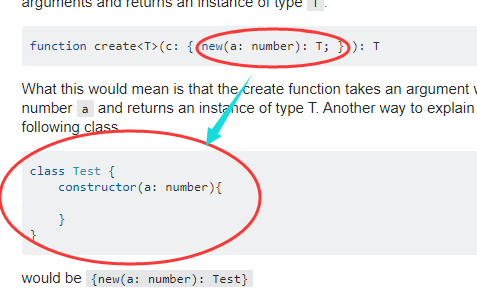 arguments and returns an instance of type T.
function create<T>(c: { new(a: number): T; }): T
What this would mean is that the create function takes an argument
number a and returns an instance of type T. Another way to explain
following class
class Test {
constructor(a: number){
}
}
would be {new(a: number): Test}